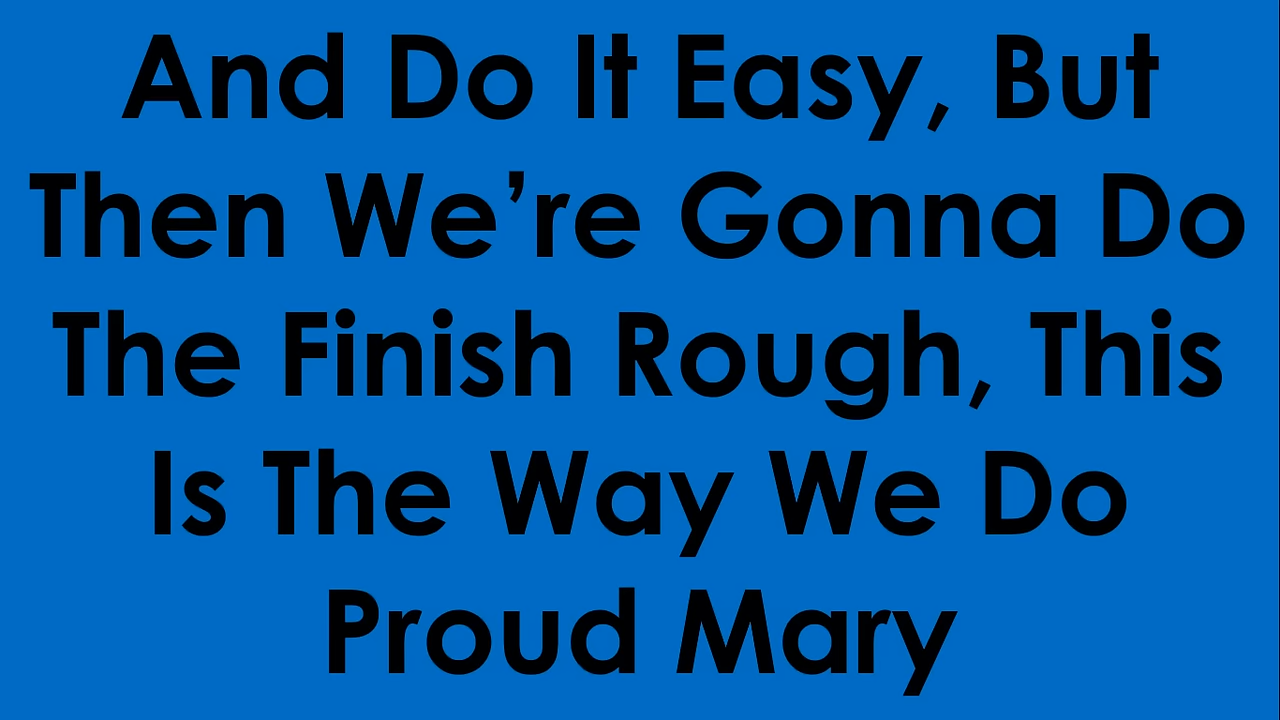 And Do It Easy, But
Then We’re Gonna Do
The Finish Rough, This
Is The Way We Do
Proud Mary